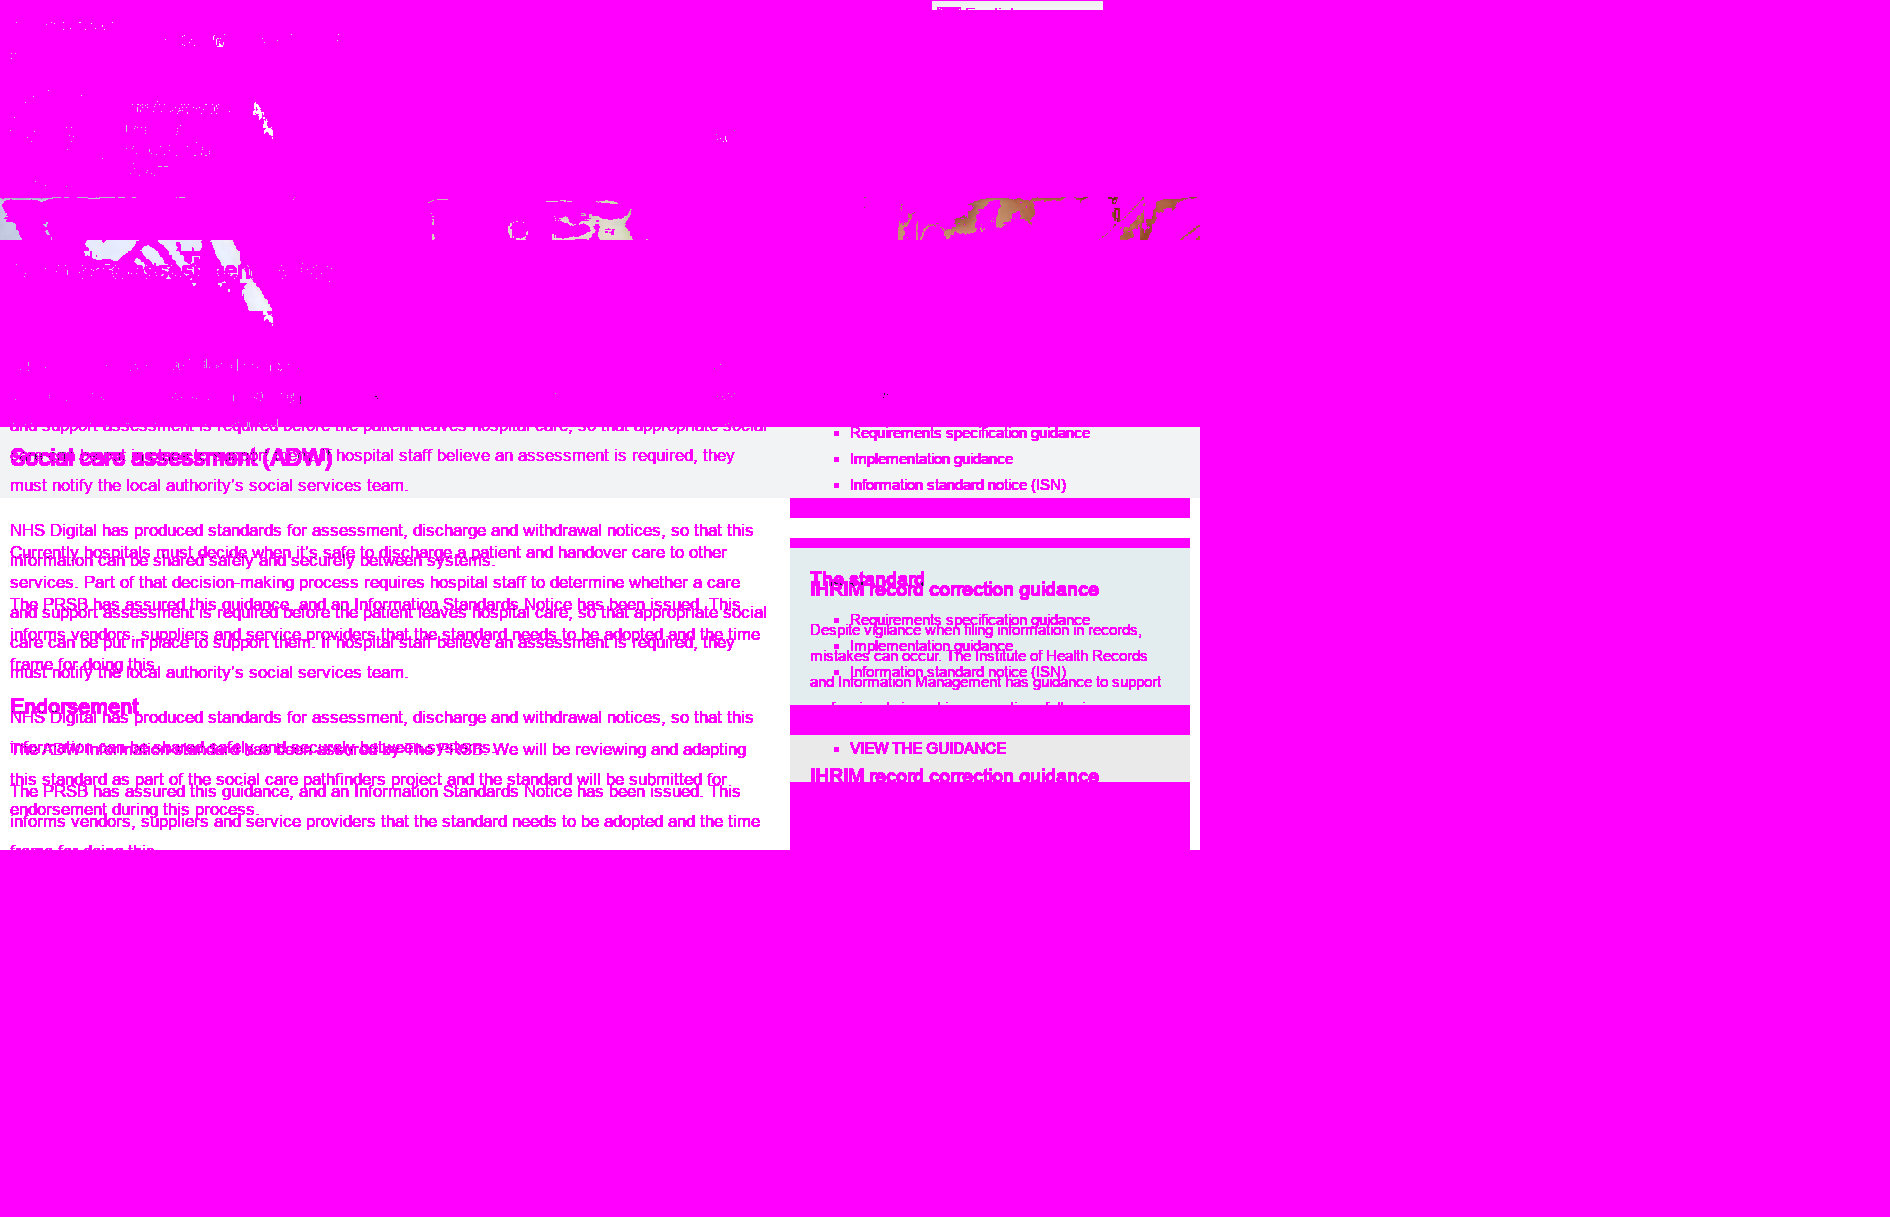 and support assessment is required before the patient leaves hospital care, so that appropriate social
Social care assessment (ADW)
hospital staff believe an assessment is required, they
must notify the local authority's social services team.
NHS Digital has produced standards for assessment, discharge and withdrawal notices, so that this
Currently hospitals must decide when it's safe to discharge a patient and handover care to other
information can be shared safely and securely between systems.
services. Part of that decision-making process requires hospital staff to determine whether a care
The PRSB has assured this guidance, and an Information Standards Notice has been issued. This
and support assessment is required before the patient leaves hospital care, so that appropriate social
informs vendors, suppliers and service providers that the standard needs to be adopted and the time
care can be put in place to support them. If hospital staff believe an assessment is required, they
frame for doing this.
must notify the local authority's social services team.
Endorsement
NHS Digital has produced standards for assessment, discharge and withdrawal notices, so that this
information can be shared safely and securely between systems.
The ADW Information standard has been assured by The PRSB. We will be reviewing and adapting
this standard as part of the social care pathfinders project and the standard will be submitted for
The PRSB has assured this guidance, and an Information Standards Notice has been issued. This
endorsement during this process.
informs vendors, suppliers and service providers that the standard needs to be adopted and the time
frame for doing this
Requirements specification guidance
Implementation guidance
Information standard notice (ISN)
The standard
IHRIM record correction guidance
Requirements specification guidance
Despite vigilance when filing information in records,
Implementation guidance
mistakes can occur. The Institute of Health Records
Information standard notice (ISN)
and Information Management has guidance to support
VIEW THE GUIDANCE
IHRIM record correction guidance